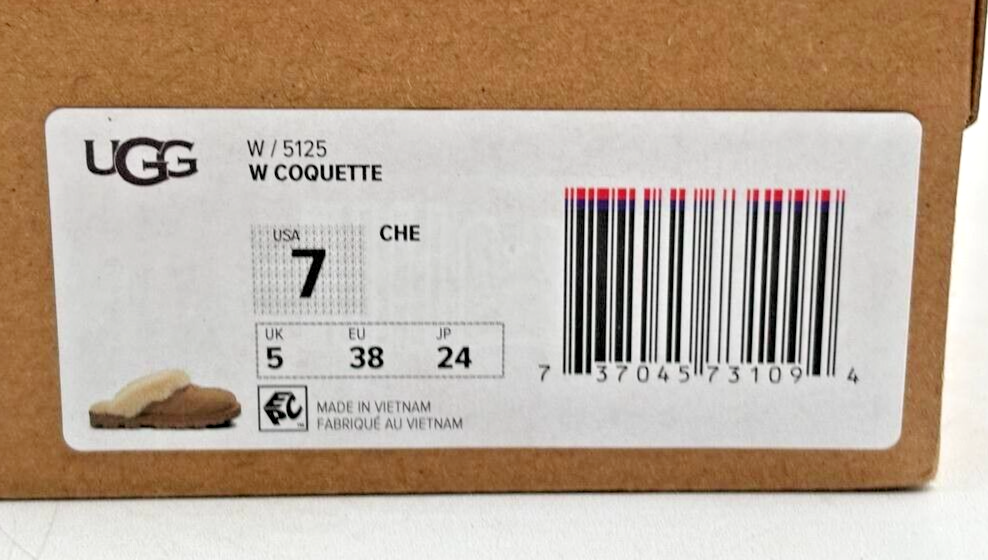 UGG
W / 5125
W COQUETTE
USA
7
CHE
UK EU JP
5 38 24
EPC
MADE IN VIETNAM
FABRIQUÉ AU VIETNAM
7 37045 73109 4